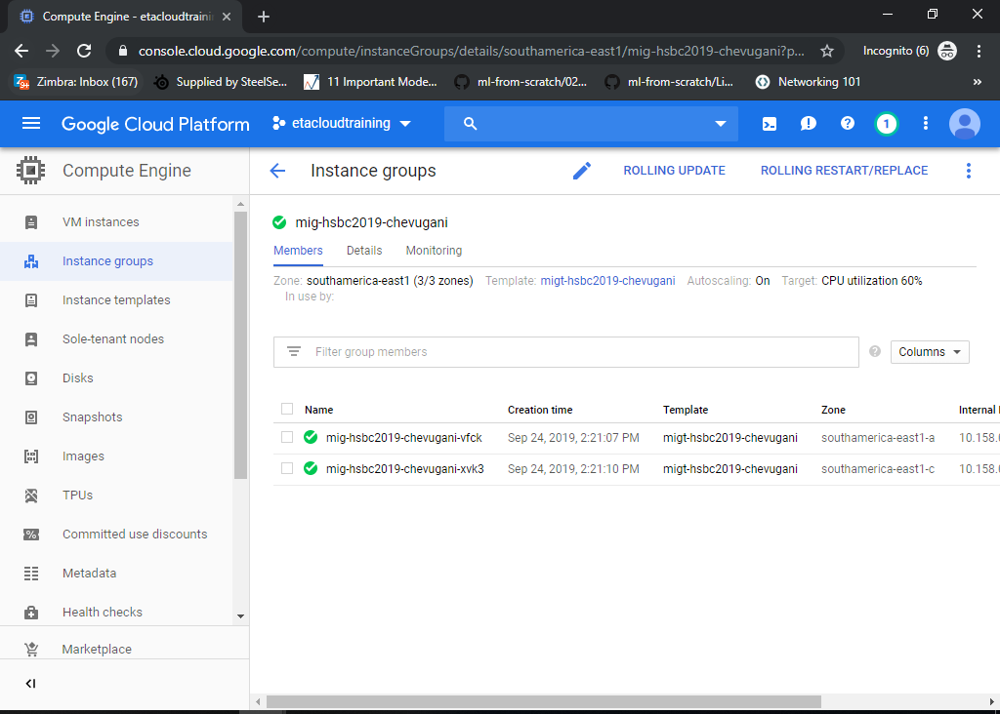 Compute Engine - etacloudtraini
console.cloud.google.com/compute/instanceGroups/details/southamerica-east1/mig-hsbc2019-chevugani?p...
Incognito (6)
Zimbra: Inbox (167) Supplied by SteelSe... 11 Important Mode... ml-from-scratch/02... ml-from-scratch/Li... Networking 101 »
Google Cloud Platform etacloudtraining 1
Compute Engine
Instance groups ROLLING UPDATE ROLLING RESTART/REPLACE
VM instances
Instance groups
Instance templates
Sole-tenant nodes
Disks
Snapshots
Images
TPUs
Committed use discounts
Metadata
Health checks
Marketplace
mig-hsbc2019-chevugani
Members Details Monitoring
Zone: southamerica-east1 (3/3 zones) Template: migt-hsbc2019-chevugani Autoscaling: On Target: CPU utilization 60%
In use by:
Filter group members Columns
Name Creation time Template Zone Internal
mig-hsbc2019-chevugani-vfck Sep 24, 2019, 2:21:07 PM migt-hsbc2019-chevugani southamerica-east1-a 10.158.
mig-hsbc2019-chevugani-xvk3 Sep 24, 2019, 2:21:10 PM migt-hsbc2019-chevugani southamerica-east1-c 10.158.